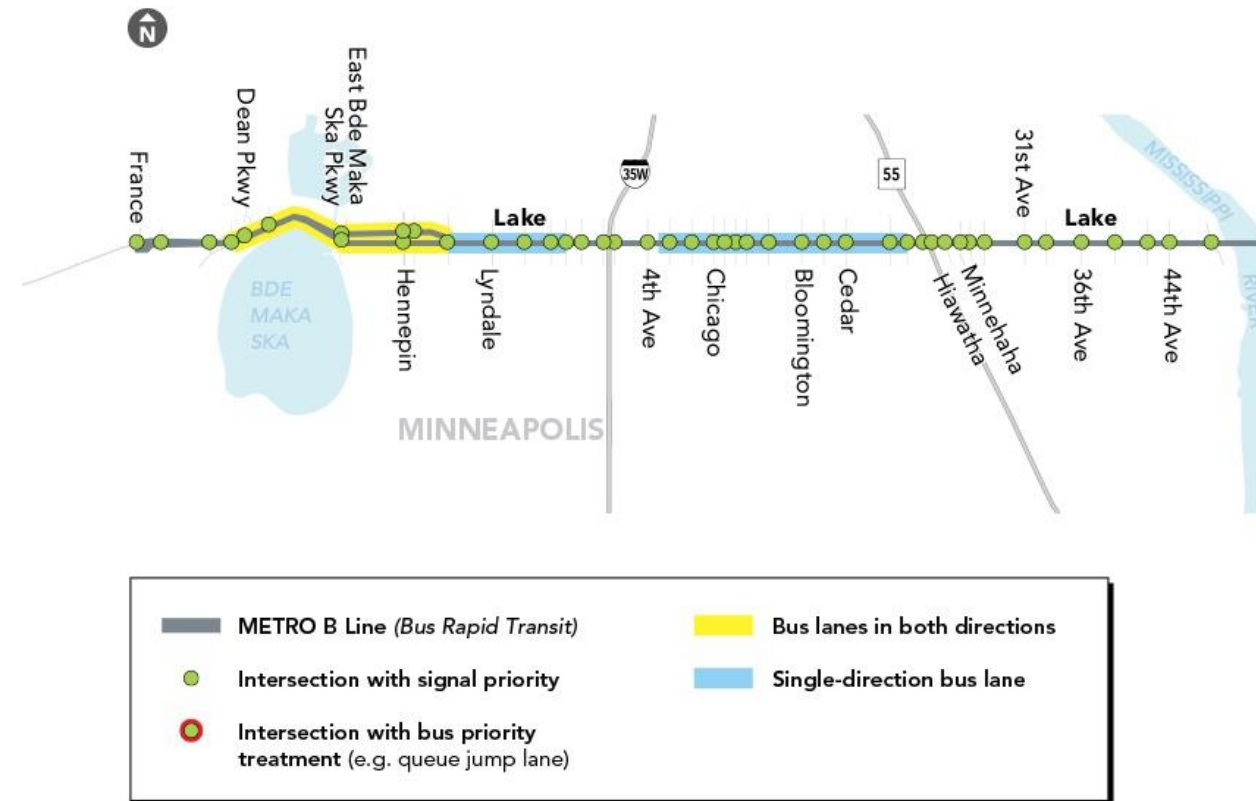 N
France
Dean Pkwy
East Bde Maka
Ska Pkwy
35W
55
31st Ave
MISSISSIPPI
RIVER
Lake
Lake
BDE
MAKA
SKA
Hennepin
Lyndale
4th Ave
Chicago
Bloomington
Cedar
Hiawatha
Minnehaha
36th Ave
44th Ave
MINNEAPOLIS
METRO B Line (Bus Rapid Transit)
Intersection with signal priority
Intersection with bus priority
treatment (e.g. queue jump lane)
Bus lanes in both directions
Single-direction bus lane